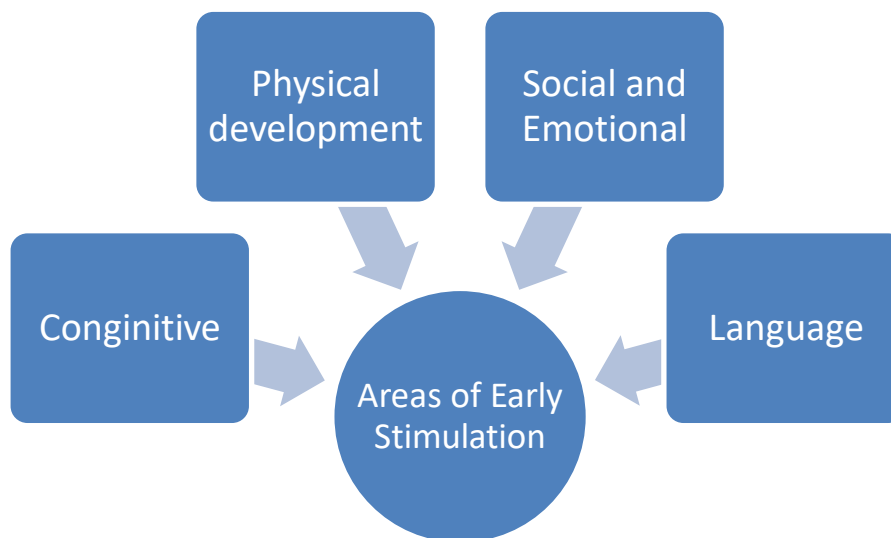 Physical
development
Social and
Emotional
Conginitive
Language
Areas of Early
Stimulation